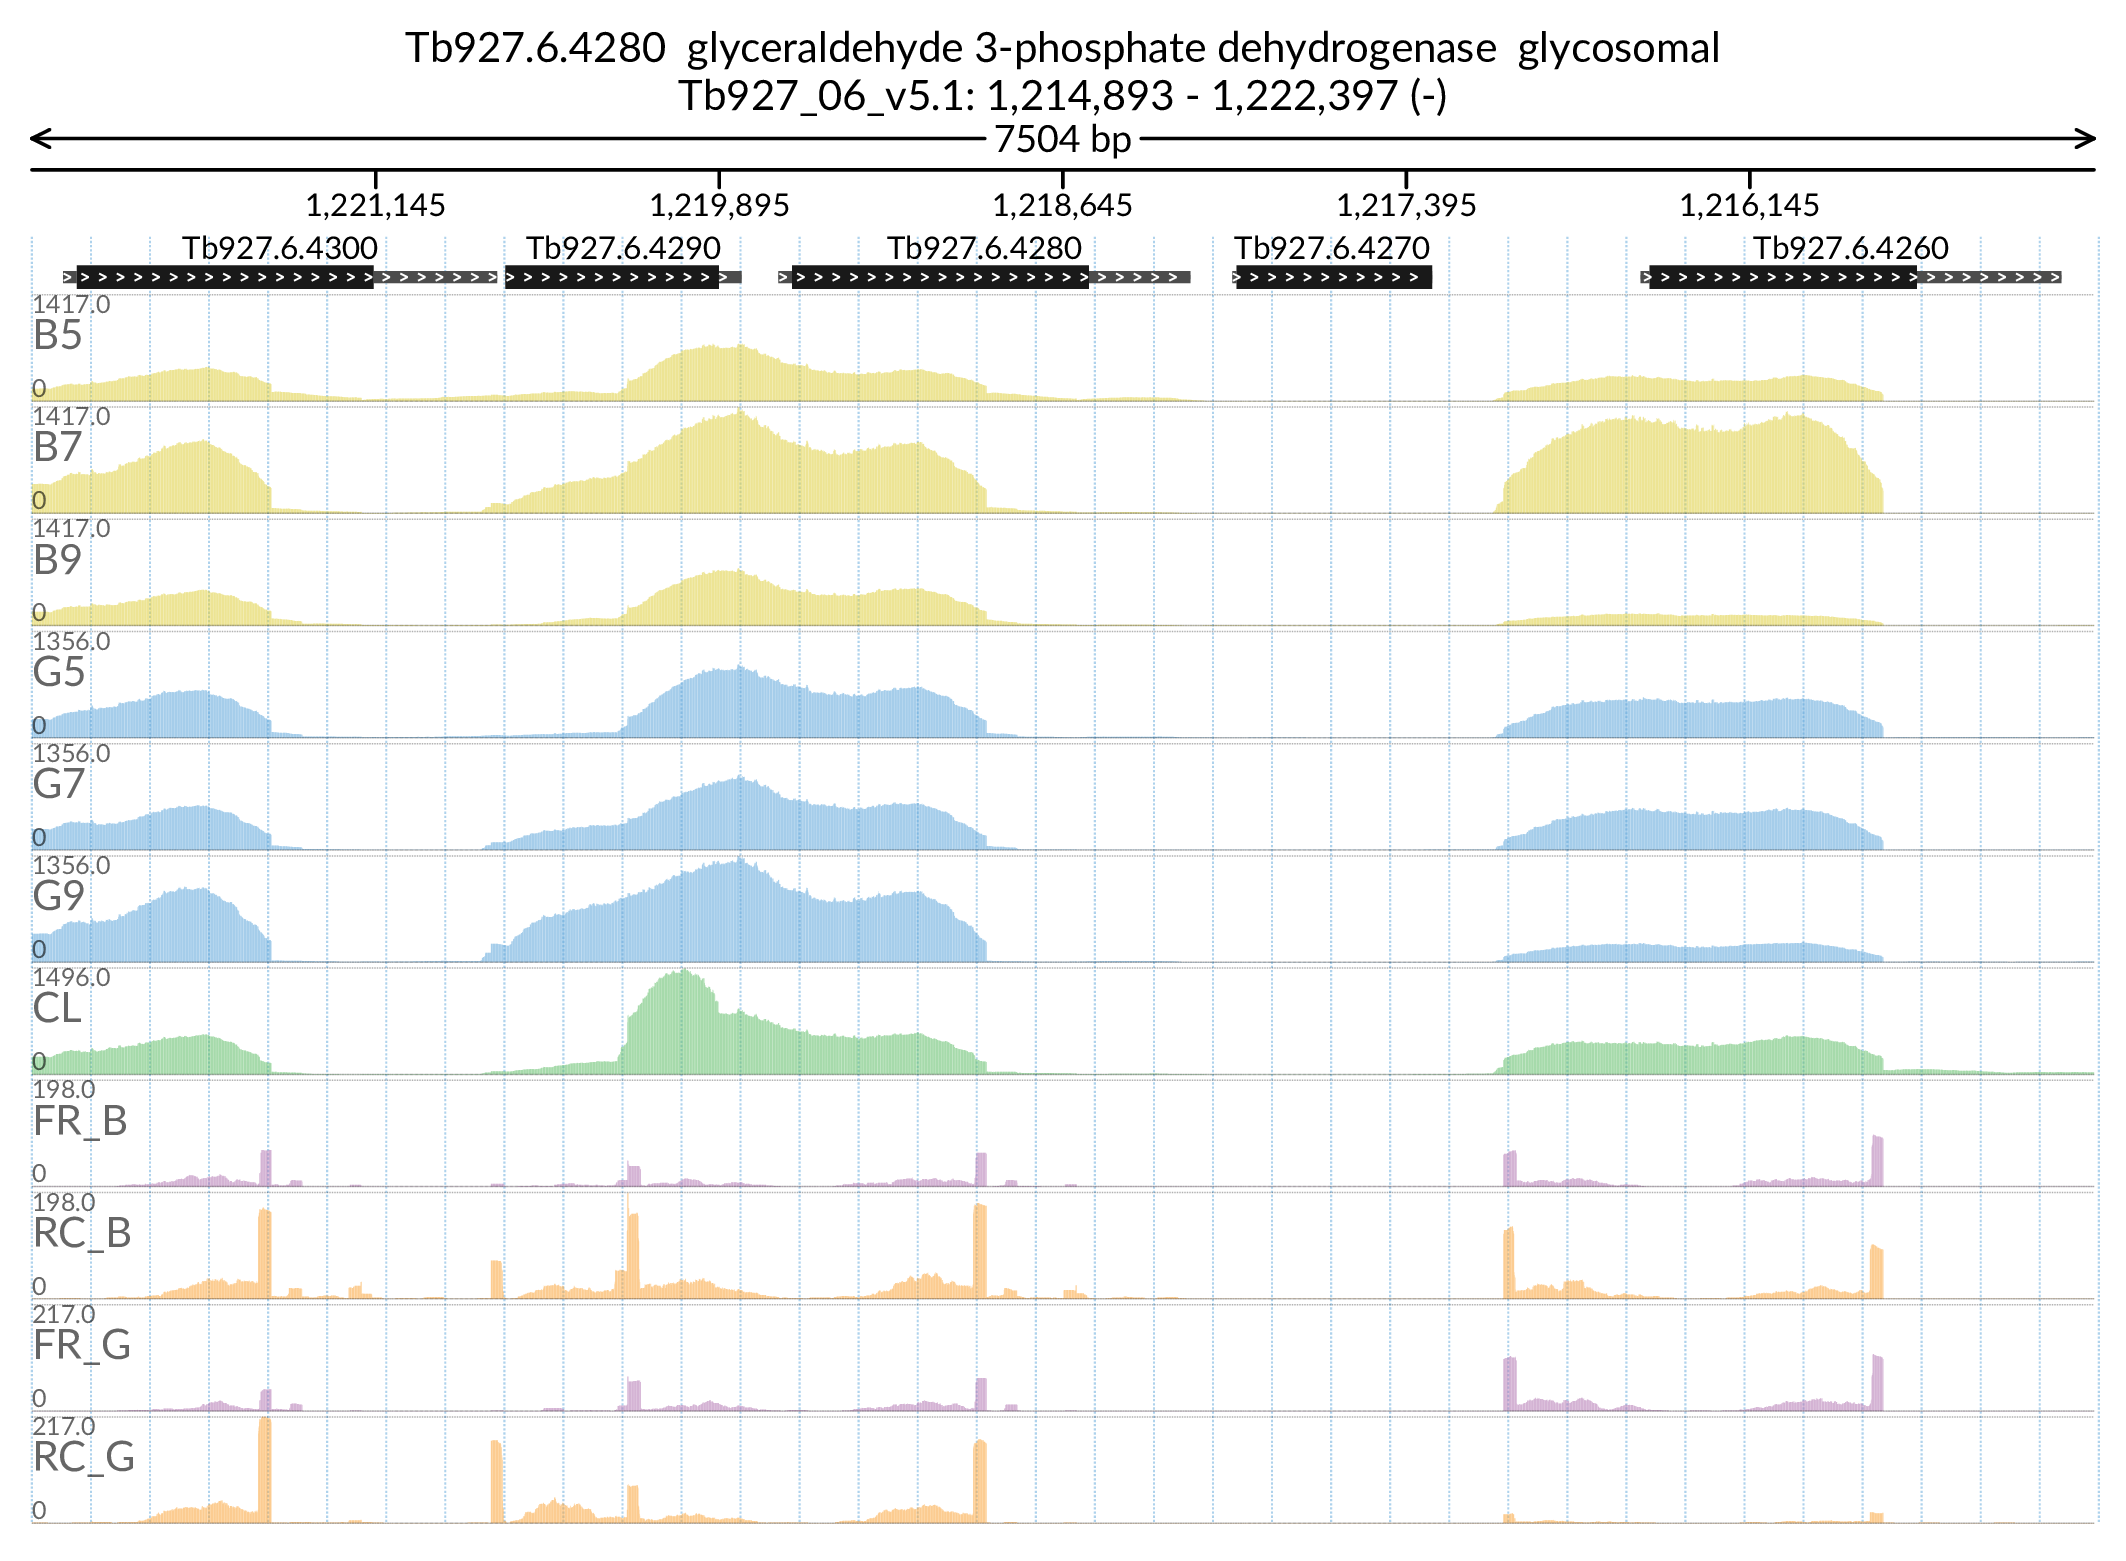 Tb927.6.4280 glyceraldehyde 3-phosphate dehydrogenase glycosomal
Tb927_06_v5.1: 1,214,893 - 1,222,397 (-)
7504 bp
1,221,145 1,219,895 1,218,645 1,217,395 1,216,145
Tb927.6.4300 Tb927.6.4290 Tb927.6.4280 Tb927.6.4270 Tb927.6.4260
1417.0
B5
0
1417.0
B7
0
1417.0
B9
0
1356.0
G5
0
1356.0
G7
0
1356.0
G9
0
1496.0
CL
0
198.0
FR_B
0
198.0
RC_B
0
217.0
FR_G
0
217.0
RC_G
0